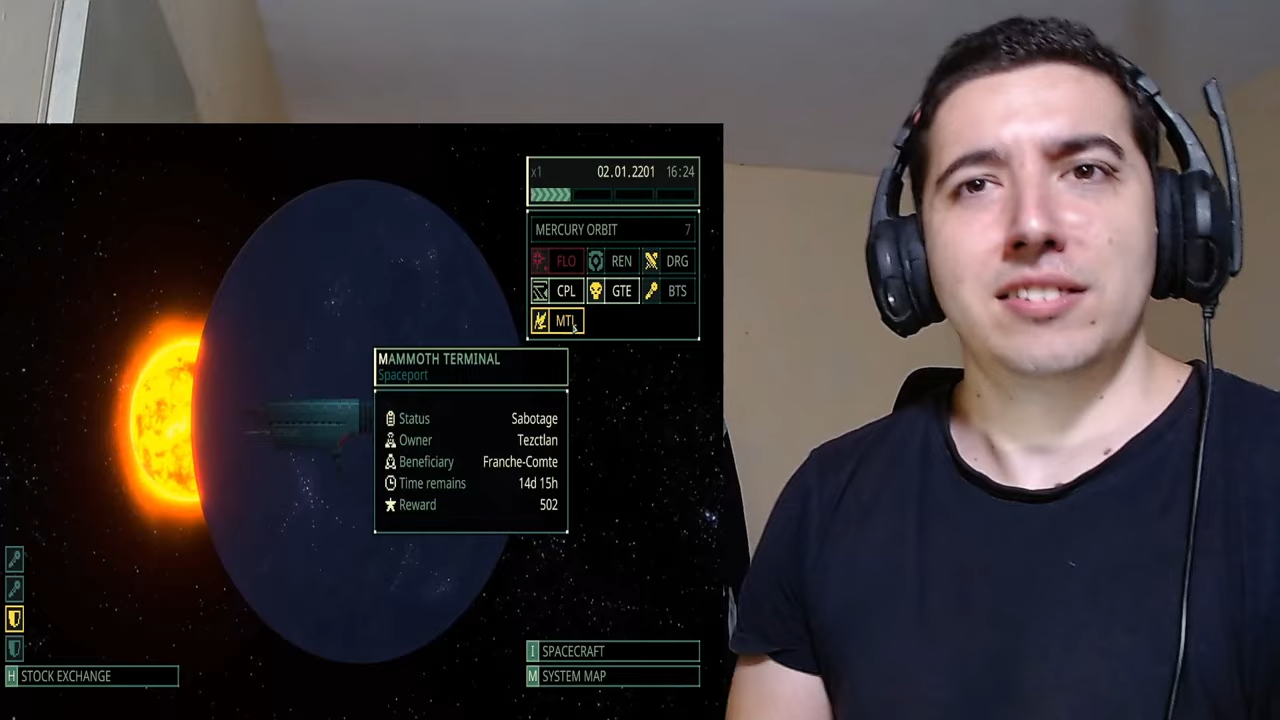 x1 02.01.2201 16:24
MERCURY ORBIT 7
FLO REN DRG
CPL GTE BTS
MTL
MAMMOTH TERMINAL
Spaceport
Status Sabotage
Owner Tezctlan
Beneficiary Franche-Comte
Time remains 14d 15h
Reward 502
I SPACECRAFT
H STOCK EXCHANGE
M SYSTEM MAP